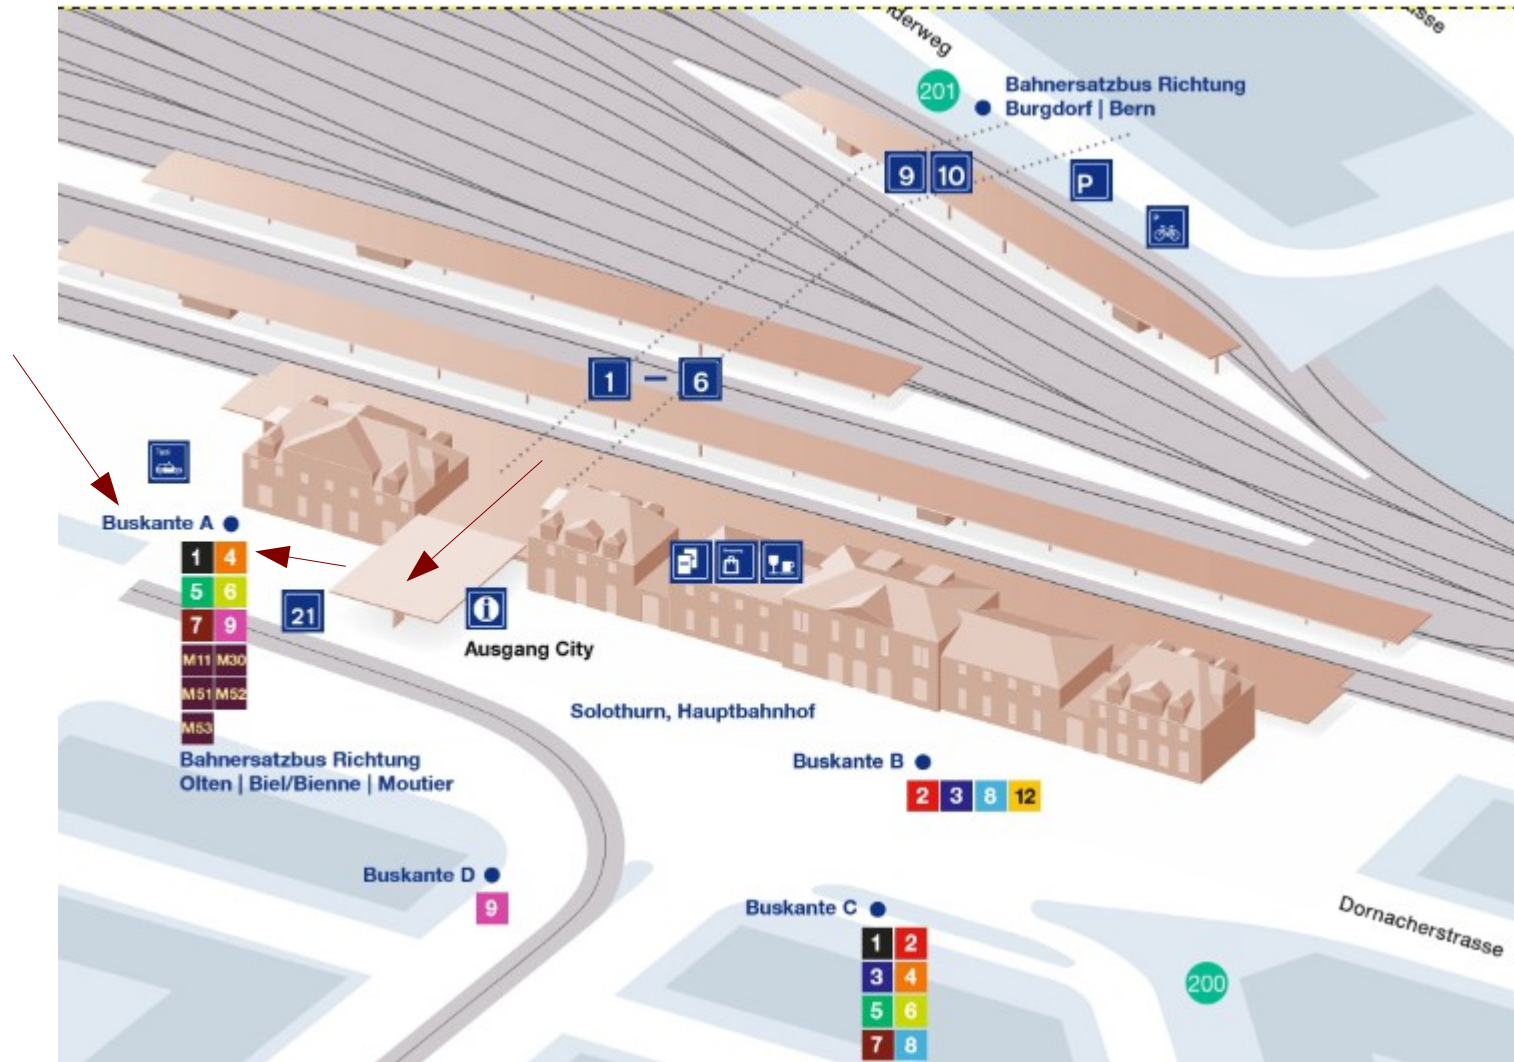 nderweg
sse
201
Bahnersatzbus Richtung
Burgdorf | Bern
9 10
P
1 – 6
Taxi
Buskante A
1 4
5 6
7 9
M11 M30
M51 M52
M53
21
i
Ausgang City
Solothurn, Hauptbahnhof
Bahnersatzbus Richtung
Olten | Biel/Bienne | Moutier
Buskante B
2 3 8 12
Buskante D
9
Buskante C
1 2
3 4
5 6
7 8
Dornacherstrasse
200